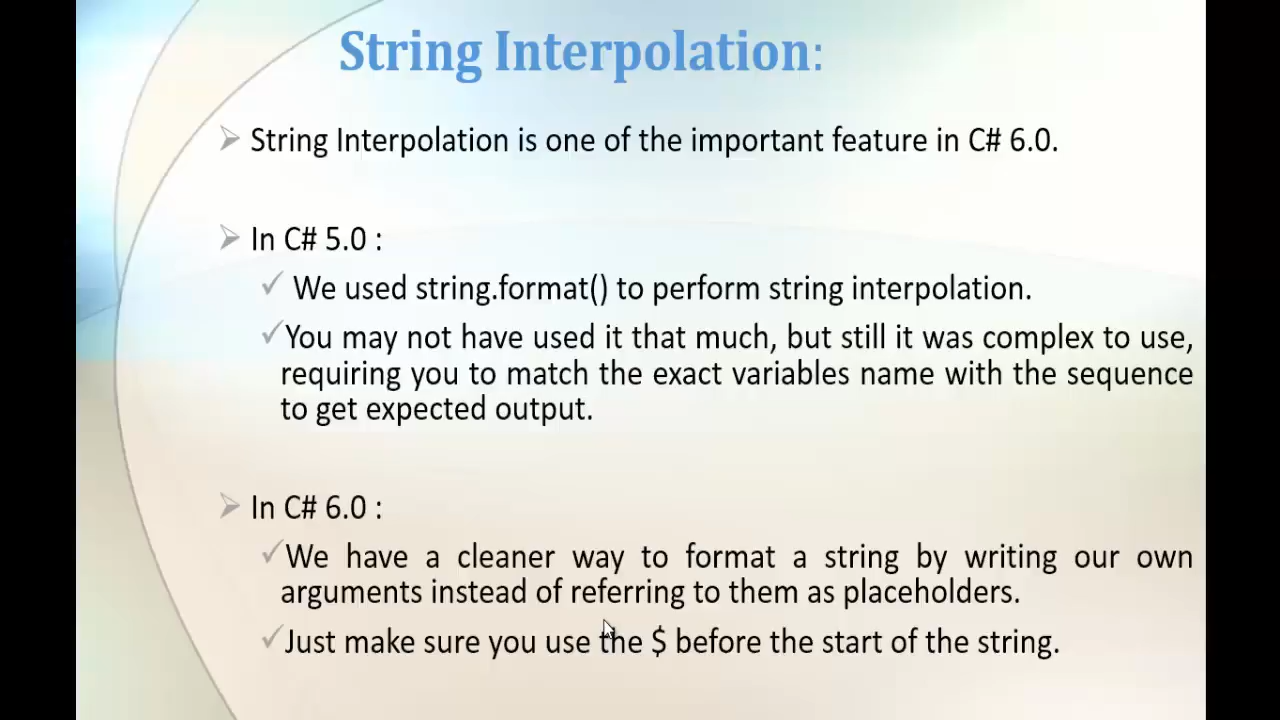 String Interpolation:
String Interpolation is one of the important feature in C# 6.0.
In C# 5.0 :
We used string.format() to perform string interpolation.
You may not have used it that much, but still it was complex to use,
requiring you to match the exact variables name with the sequence
to get expected output.
In C# 6.0 :
We have a cleaner way to format a string by writing our own
arguments instead of referring to them as placeholders.
Just make sure you use the $ before the start of the string.